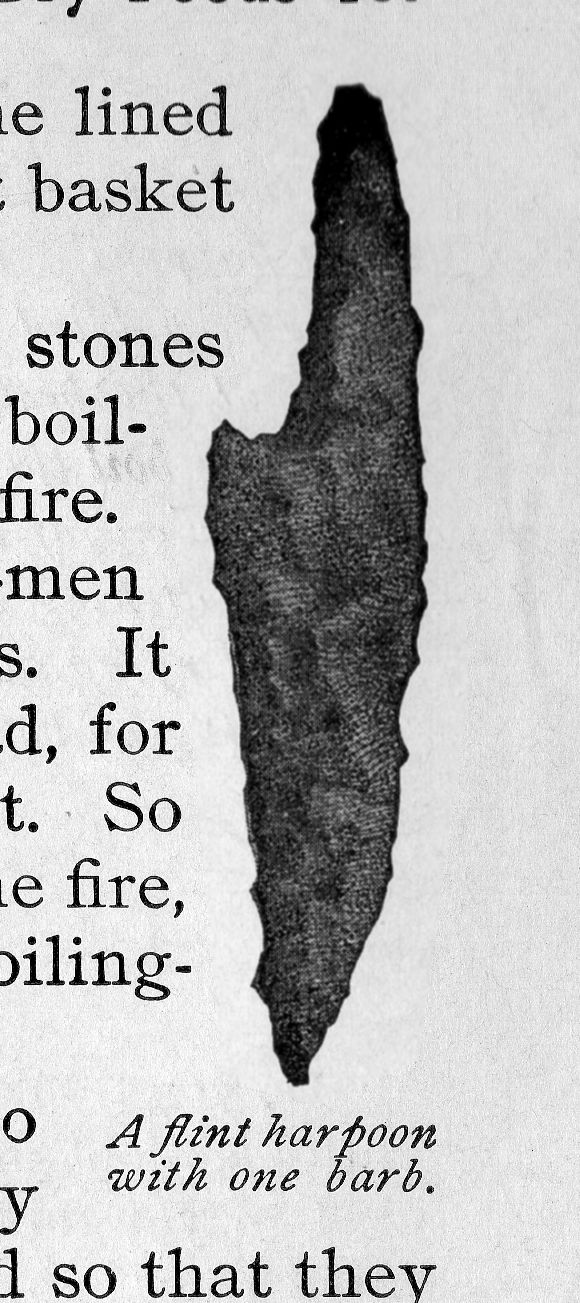 lined
basket
stones
boil-
fire.
men
s. It
d, for
t. So
fire,
oiling-
o
y
A flint harpoon
with one barb.
d so that they